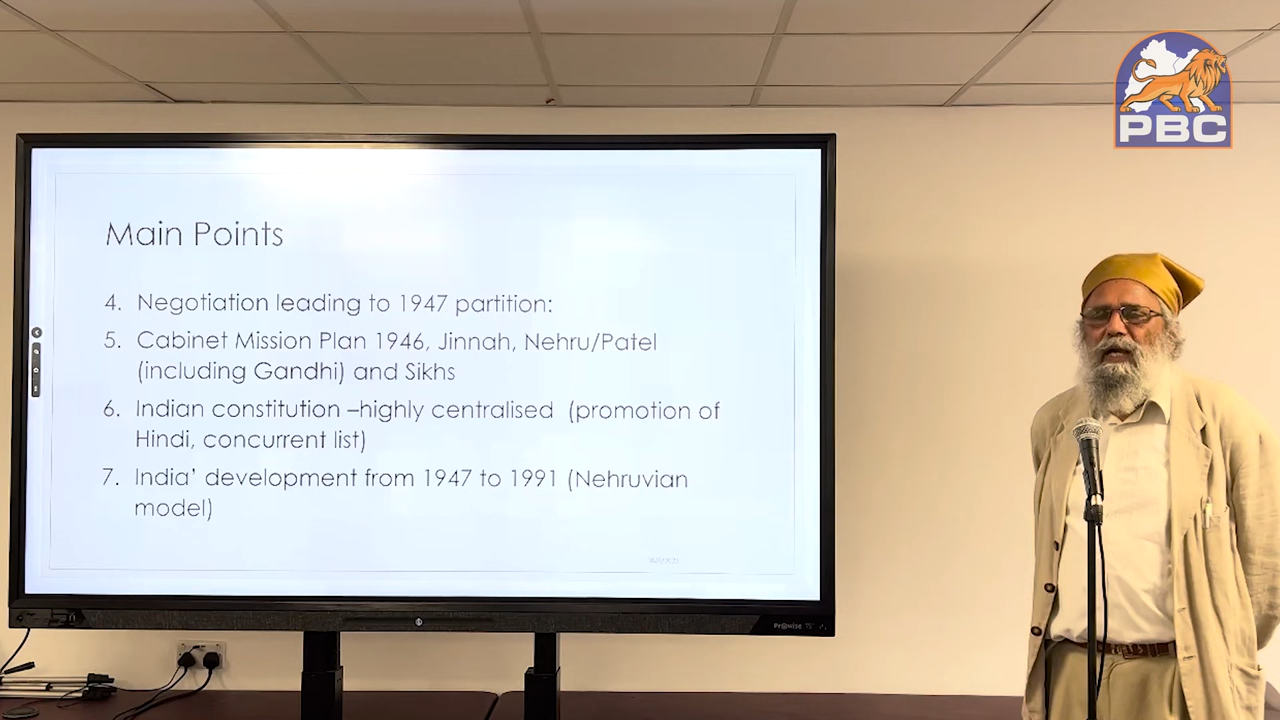 PBC
Main Points
4. Negotiation leading to 1947 partition:
5. Cabinet Mission Plan 1946, Jinnah, Nehru/Patel
(including Gandhi) and Sikhs
6. Indian constitution –highly centralised (promotion of
Hindi, concurrent list)
7. India’ development from 1947 to 1991 (Nehruvian
model)